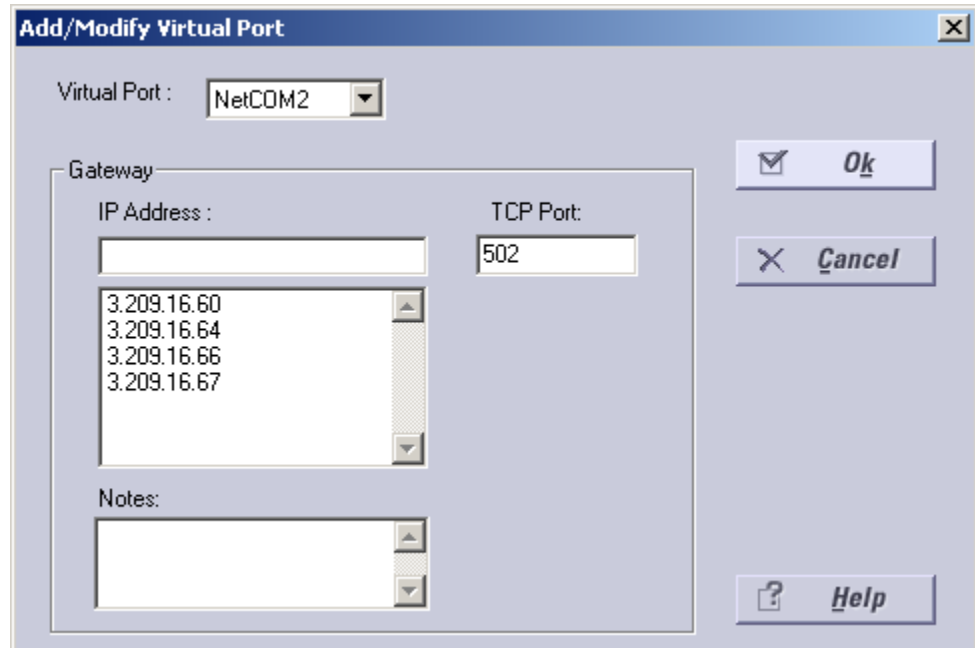 Add/Modify Virtual Port
Virtual Port :
NetCOM2
Gateway
IP Address :
TCP Port:
502
3.209.16.60
3.209.16.64
3.209.16.66
3.209.16.67
Notes:
Ok
Cancel
Help